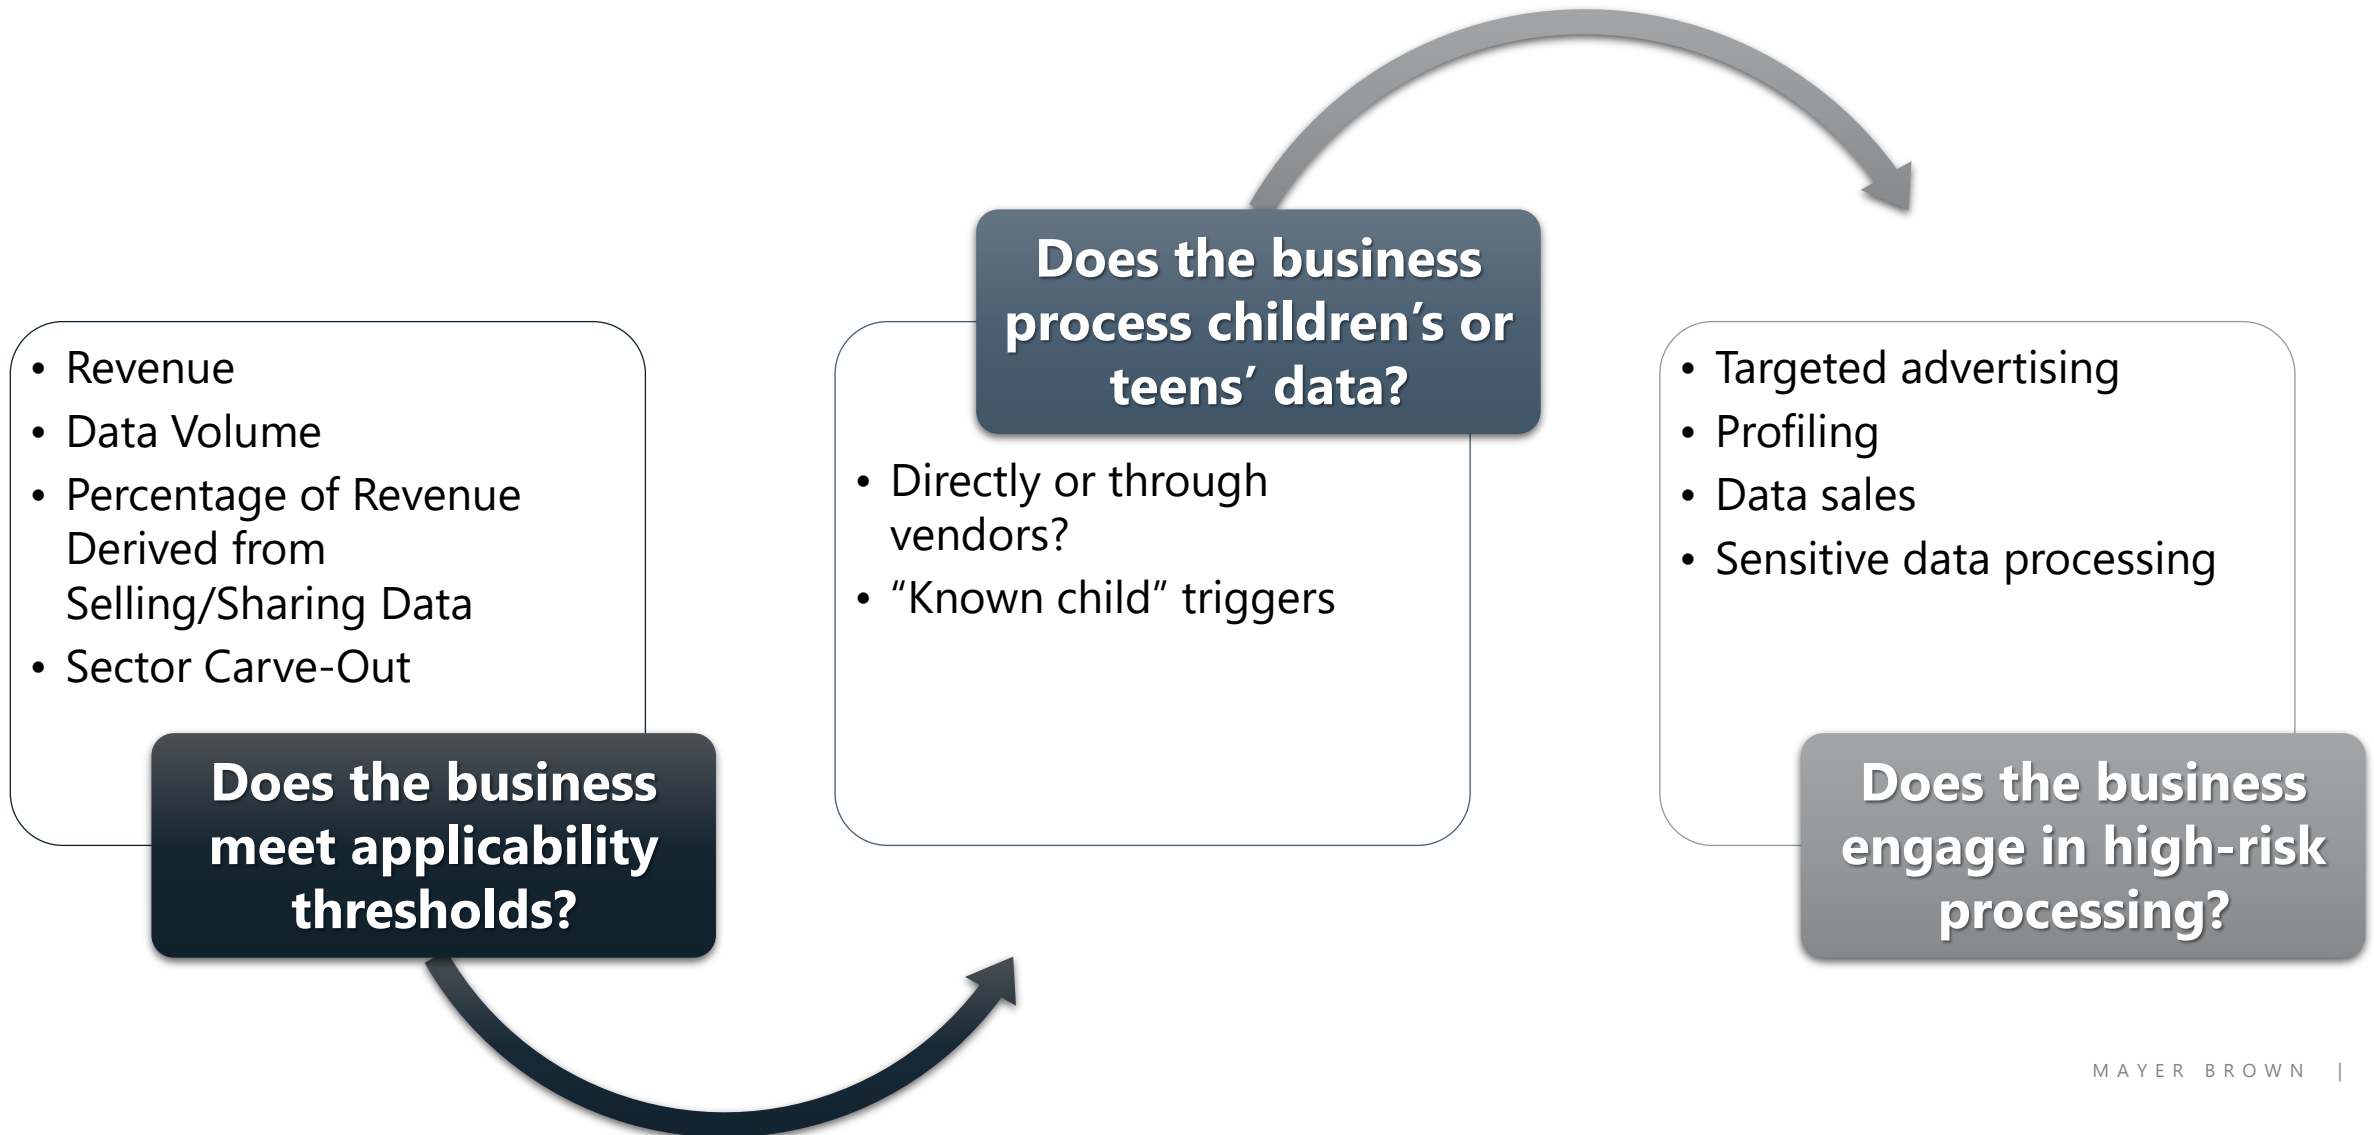 • Revenue
• Data Volume
• Percentage of Revenue
Derived from
Selling/Sharing Data
• Sector Carve-Out
Does the business
meet applicability
thresholds?
Does the business
process children’s or
teens’ data?
• Directly or through
vendors?
• “Known child” triggers
• Targeted advertising
• Profiling
• Data sales
• Sensitive data processing
Does the business
engage in high-risk
processing?
MAYER BROWN |